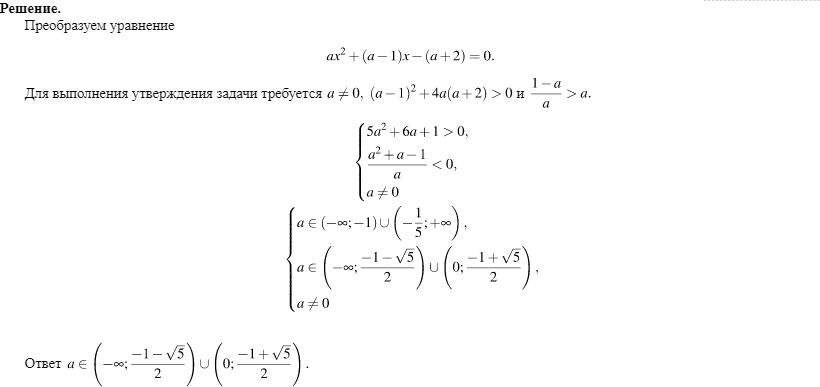 Решение.
Преобразуем уравнение
ax² + (a − 1)x − (a + 2) = 0.
Для выполнения утверждения задачи требуется a ≠ 0, (a − 1)² + 4a(a + 2) > 0 и (1 − a)/a > a.
{ 5a² + 6a + 1 > 0,
(a² + a − 1)/a < 0,
a ≠ 0
{ a ∈ (−∞; −1) ∪ (−1/5; +∞),
a ∈ (−∞; (−1 − √5)/2) ∪ (0; (−1 + √5)/2),
a ≠ 0
Ответ a ∈ (−∞; (−1 − √5)/2) ∪ (0; (−1 + √5)/2).